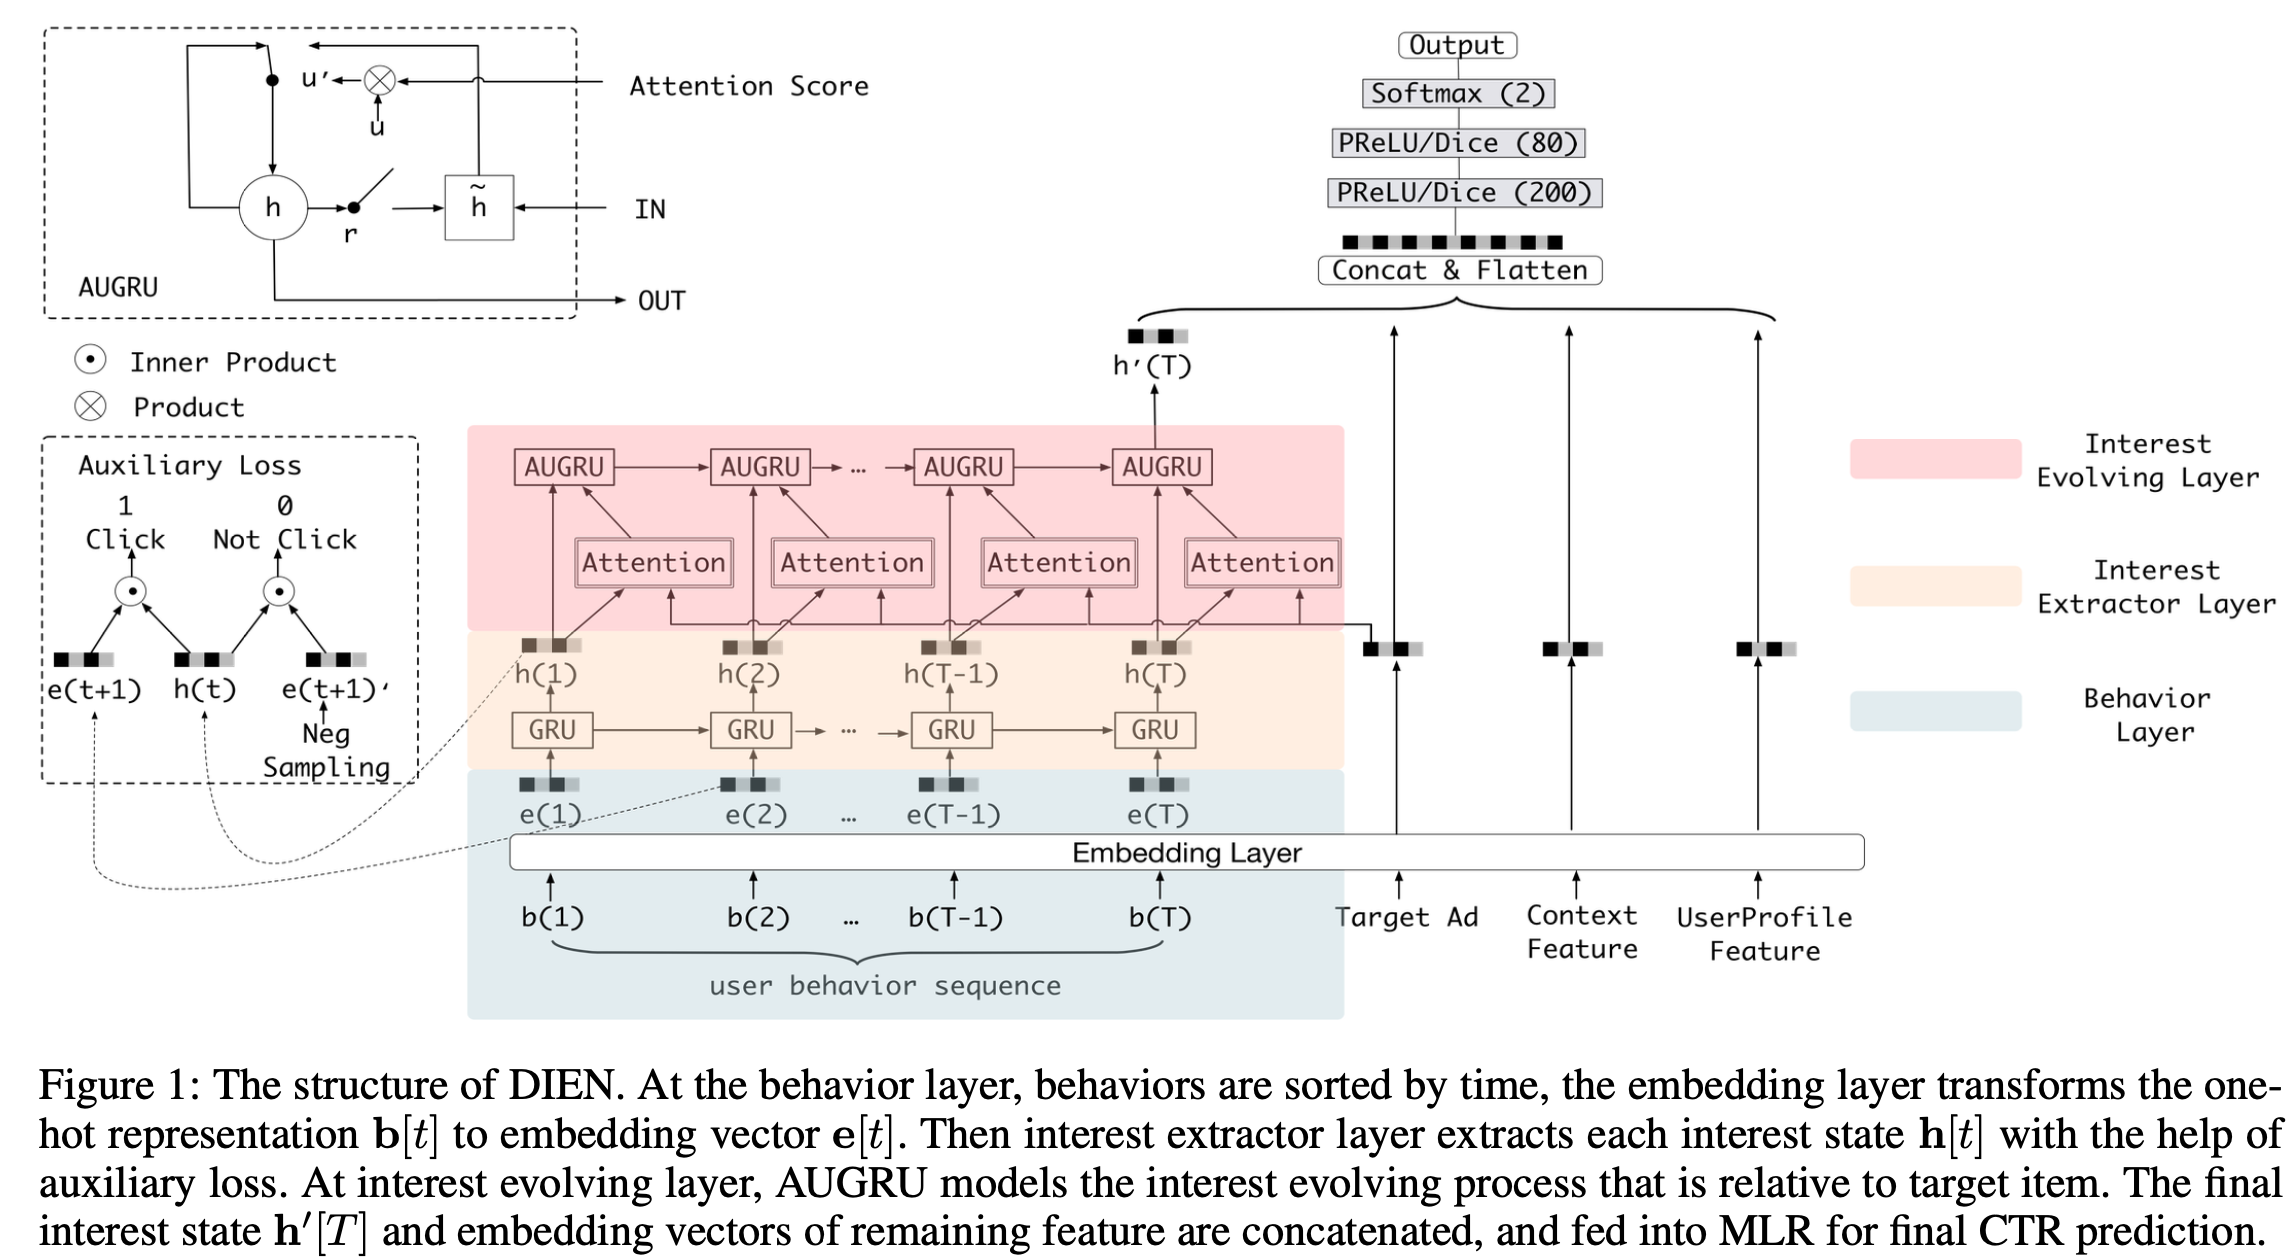 Attention Score
u′
u
h
r
h̃
IN
AUGRU
OUT
Inner Product
Product
Auxiliary Loss
1
0
Click
Not Click
e(t+1)
h(t)
e(t+1)′
Neg
Sampling
Output
Softmax (2)
PReLU/Dice (80)
PReLU/Dice (200)
Concat & Flatten
h′(T)
AUGRU
AUGRU
...
AUGRU
AUGRU
Attention
Attention
Attention
Attention
h(1)
h(2)
h(T-1)
h(T)
GRU
GRU
...
GRU
GRU
e(1)
e(2)
...
e(T-1)
e(T)
Embedding Layer
b(1)
b(2)
...
b(T-1)
b(T)
Target Ad
Context
Feature
UserProfile
Feature
user behavior sequence
Interest
Evolving Layer
Interest
Extractor Layer
Behavior
Layer
Figure 1: The structure of DIEN. At the behavior layer, behaviors are sorted by time, the embedding layer transforms the one-
hot representation b[t] to embedding vector e[t]. Then interest extractor layer extracts each interest state h[t] with the help of
auxiliary loss. At interest evolving layer, AUGRU models the interest evolving process that is relative to target item. The final
interest state h′[T] and embedding vectors of remaining feature are concatenated, and fed into MLR for final CTR prediction.